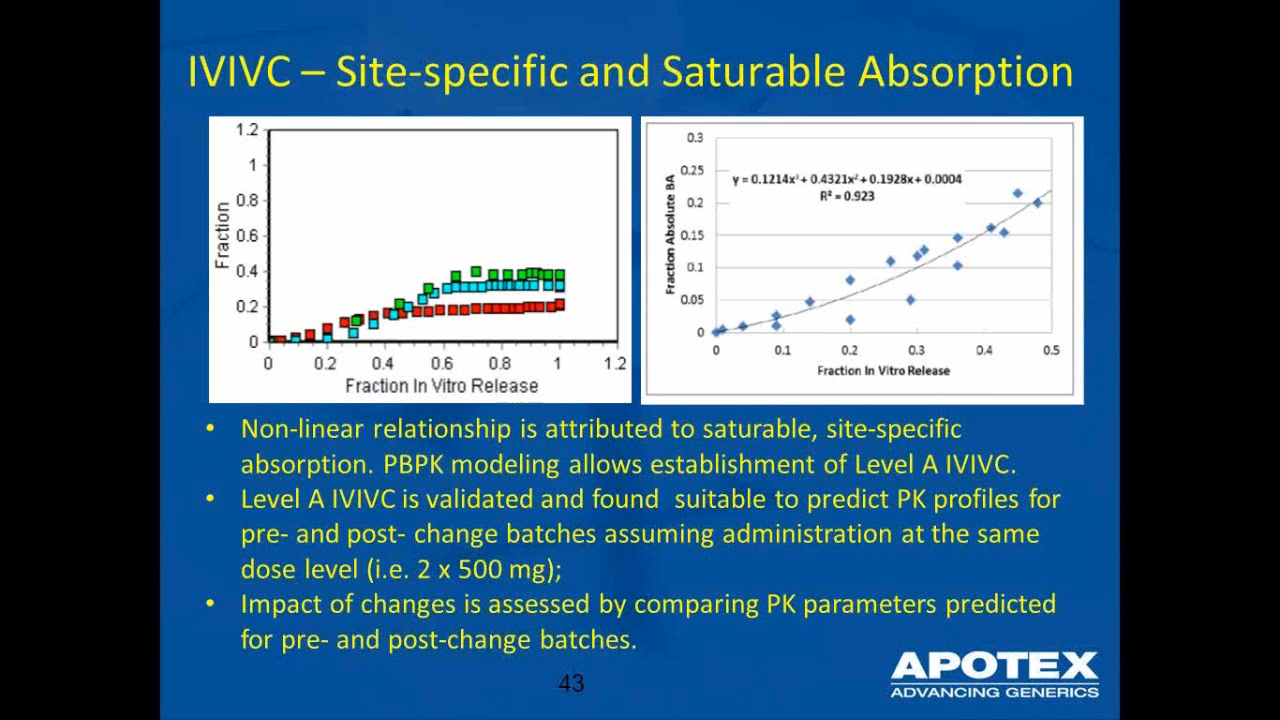 IVIVC – Site-specific and Saturable Absorption
1.2
1
0.8
0.6
0.4
0.2
0
Fraction
0 0.2 0.4 0.6 0.8 1 1.2
Fraction In Vitro Release
0.3
0.25
0.2
0.15
0.1
0.05
0
Fraction Absolute BA
y = 0.1214x³ + 0.4321x² + 0.1928x + 0.0004
R² = 0.923
0 0.1 0.2 0.3 0.4 0.5
Fraction In Vitro Release
• Non-linear relationship is attributed to saturable, site-specific
absorption. PBPK modeling allows establishment of Level A IVIVC.
• Level A IVIVC is validated and found  suitable to predict PK profiles for
pre- and post- change batches assuming administration at the same
dose level (i.e. 2 x 500 mg);
• Impact of changes is assessed by comparing PK parameters predicted
for pre- and post-change batches.
43
APOTEX
ADVANCING GENERICS